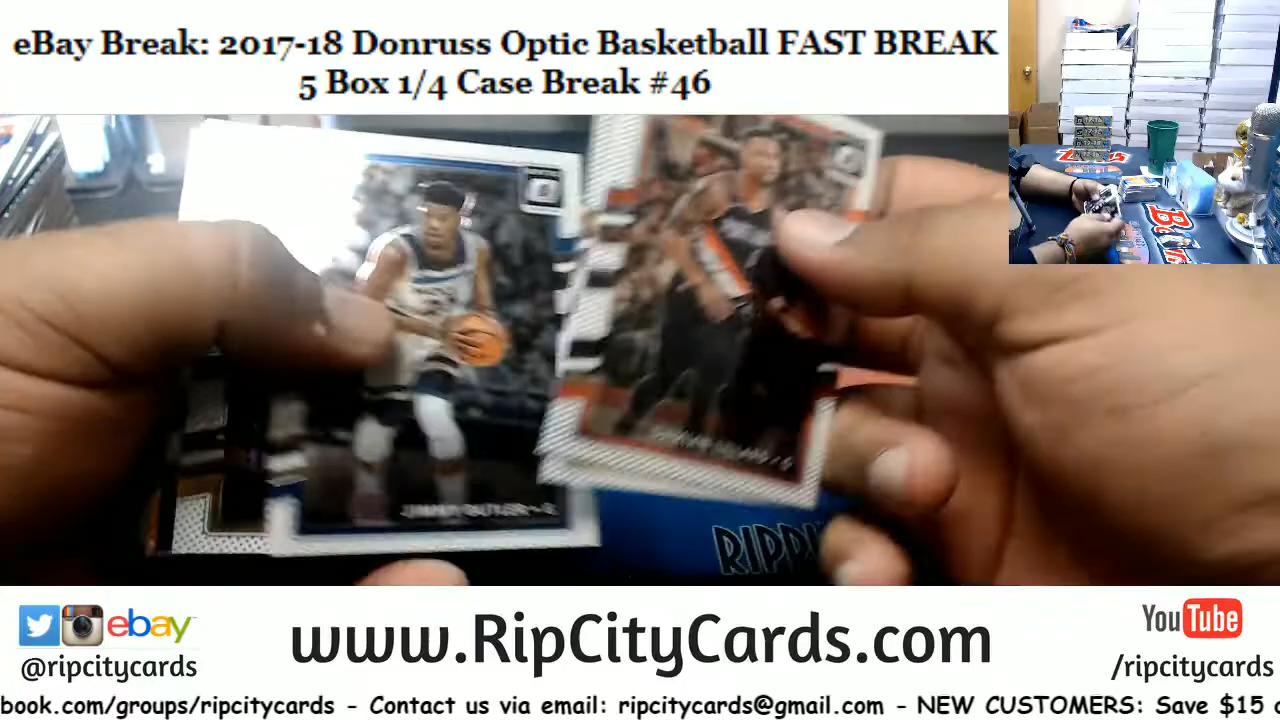 eBay Break: 2017-18 Donruss Optic Basketball FAST BREAK
5 Box 1/4 Case Break #46
JIMMY BUTLER • G
RIPPI
ebay
@ripcitycards
www.RipCityCards.com
YouTube
/ripcitycards
book.com/groups/ripcitycards - Contact us via email: ripcitycards@gmail.com - NEW CUSTOMERS: Save $15 o